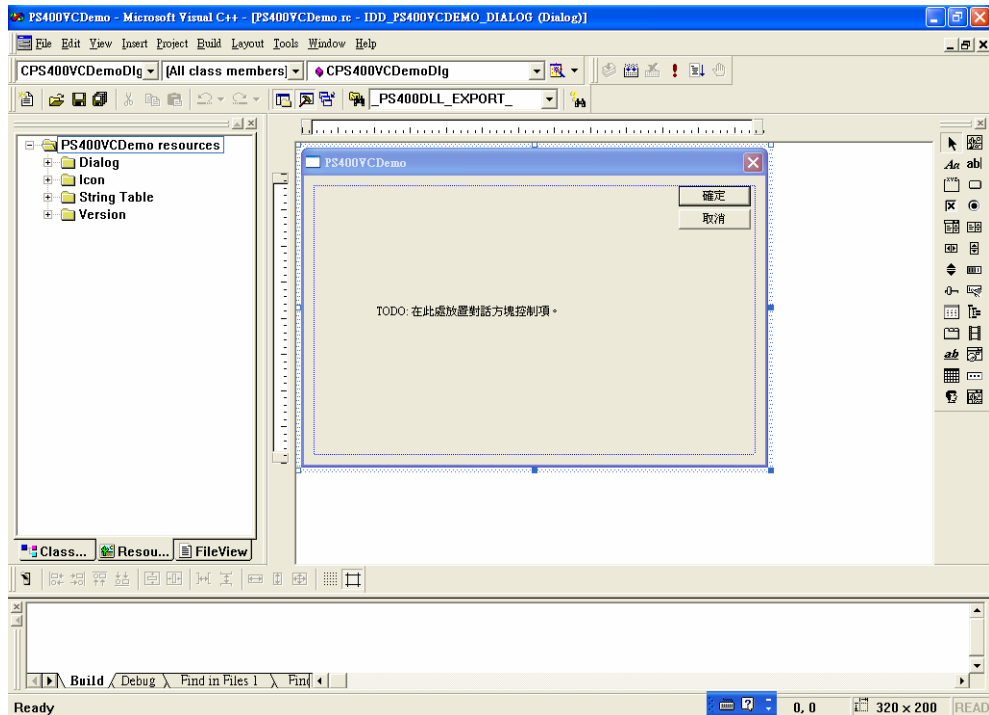 PS400VCDemo - Microsoft Visual C++ - [PS400VCDemo.rc - IDD_PS400VCDEMO_DIALOG (Dialog)]
File Edit View Insert Project Build Layout Tools Window Help
CPS400VCDemoDlg [All class members] CPS400VCDemoDlg
_PS400DLL_EXPORT_
PS400VCDemo resources
Dialog
Icon
String Table
Version
PS400VCDemo
確定
取消
TODO: 在此處放置對話方塊控制項。
Aa ab|
ab
Class... Resou... FileView
Build Debug Find in Files 1 Find
Ready 0, 0 320 × 200 READ